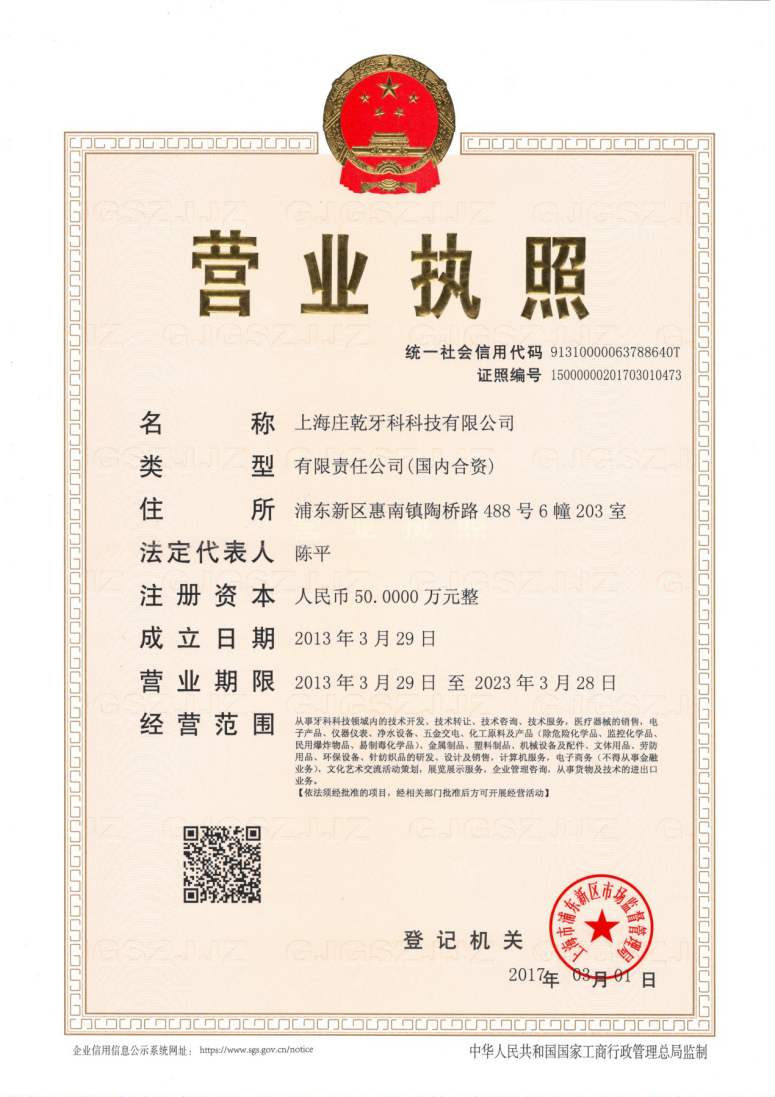 营业执照
统一社会信用代码 91310000063788640T
证照编号 15000000201703010473
名称 上海庄乾牙科科技有限公司
类型 有限责任公司(国内合资)
住所 浦东新区惠南镇陶桥路 488 号 6 幢 203 室
法定代表人 陈平
注册资本 人民币 50.0000 万元整
成立日期 2013 年 3 月 29 日
营业期限 2013 年 3 月 29 日 至 2023 年 3 月 28 日
经营范围 从事牙科科技领域内的技术开发、技术转让、技术咨询、技术服务，医疗器械的销售，电
子产品、仪器仪表、净水设备、五金交电、化工原料及产品（除危险化学品、监控化学品、
民用爆炸物品、易制毒化学品）、金属制品、塑料制品、机械设备及配件、文体用品、劳防
用品、环保设备、针纺织品的研发、设计及销售，计算机服务，电子商务（不得从事金融
业务），文化艺术交流活动策划，展览展示服务，企业管理咨询，从事货物及技术的进出口
业务。
【依法须经批准的项目，经相关部门批准后方可开展经营活动】
上海市浦东新区市场监督管理局
登记机关
2017年 03月 01 日
企业信用信息公示系统网址： https://www.sgs.gov.cn/notice
中华人民共和国国家工商行政管理总局监制